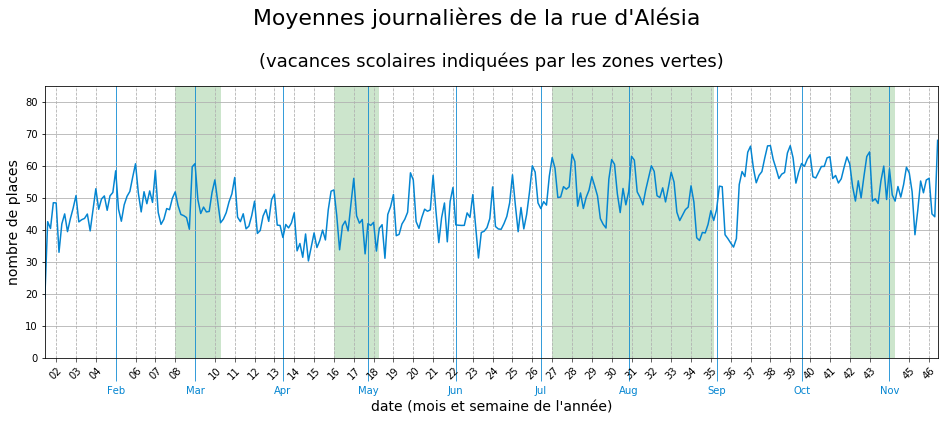 Moyennes journalières de la rue d'Alésia
(vacances scolaires indiquées par les zones vertes)
nombre de places
80
70
60
50
40
30
20
10
0
02 03 04 06 07 08 10 11 12 13 14 15 16 17 18 19 20 21 22 23 24 25 26 27 28 29 30 31 32 33 34 35 36 37 38 39 40 41 42 43 45 46
Feb Mar Apr May Jun Jul Aug Sep Oct Nov
date (mois et semaine de l'année)